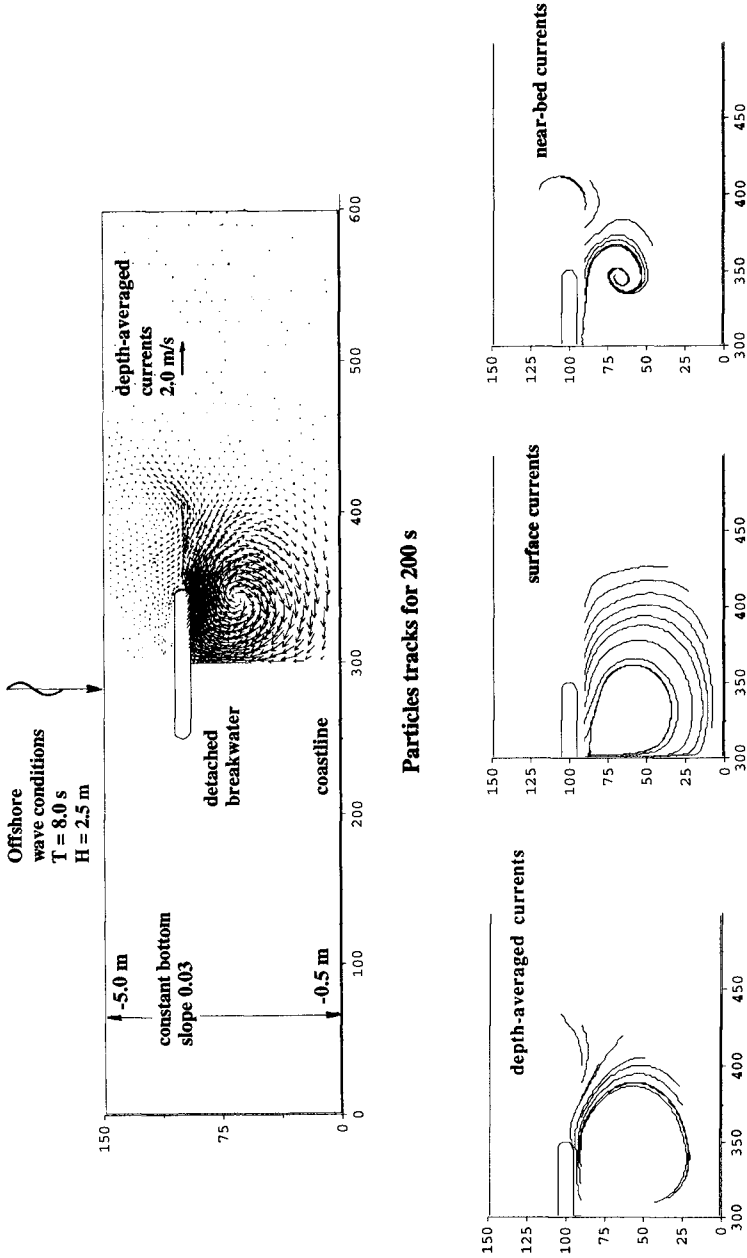 Offshore
wave conditions
T = 8.0 s
H = 2.5 m
150
75
0
-5.0 m
constant bottom
slope 0.03
-0.5 m
detached
breakwater
coastline
depth-averaged
currents
2.0 m/s
0
100
200
300
400
500
600
Particles tracks for 200 s
depth-averaged currents
150
125
100
75
50
25
0
300
350
400
450
surface currents
150
125
100
75
50
25
0
300
350
400
450
near-bed currents
150
125
100
75
50
25
0
300
350
400
450